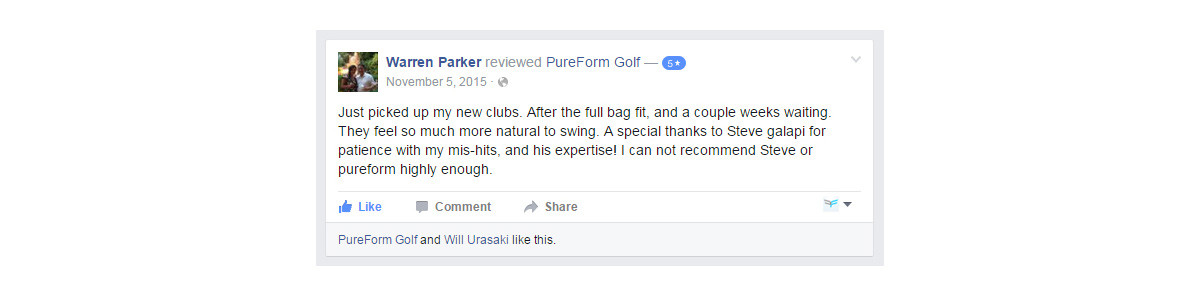 Warren Parker reviewed PureForm Golf — 5★
November 5, 2015 ·
Just picked up my new clubs. After the full bag fit, and a couple weeks waiting.
They feel so much more natural to swing. A special thanks to Steve galapi for
patience with my mis-hits, and his expertise! I can not recommend Steve or
pureform highly enough.
Like Comment Share
PureForm Golf and Will Urasaki like this.